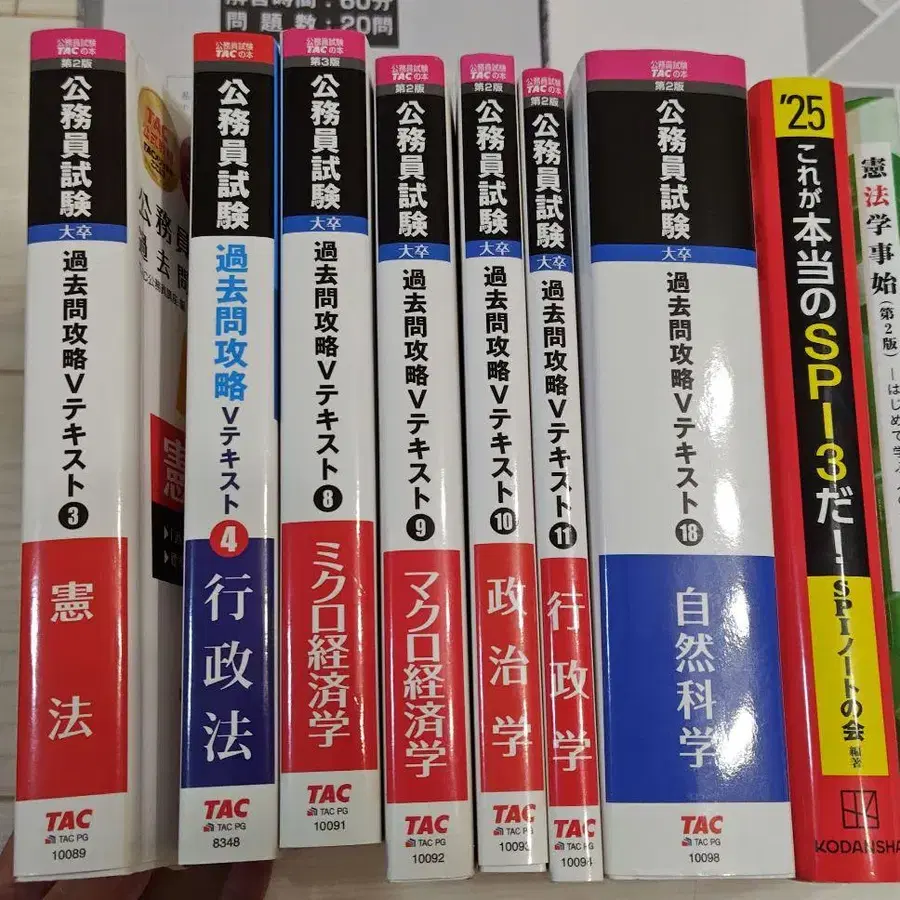 解答時間：60分
問題数：20問
公務員試験
TACの本
第2版
公務員試験
大卒
過去問攻略Vテキスト
3
憲法
TAC
TAC PG
10089
公務員
過去問
憲
公務員試験
TACの本
公務員試験
過去問攻略Vテキスト
4
行政法
TAC
TAC PG
8348
公務員試験
TACの本
第3版
公務員試験
大卒
過去問攻略Vテキスト
8
ミクロ経済学
TAC
TAC PG
10091
公務員試験
TACの本
第2版
公務員試験
大卒
過去問攻略Vテキスト
9
マクロ経済学
TAC
TAC PG
10092
公務員試験
TACの本
第2版
公務員試験
大卒
過去問攻略Vテキスト
10
政治学
TAC
TAC PG
10093
公務員試験
TACの本
第2版
公務員試験
大卒
過去問攻略Vテキスト
11
行政学
TAC
TAC PG
10094
公務員試験
TACの本
第2版
公務員試験
大卒
過去問攻略Vテキスト
18
自然科学
TAC
TAC PG
10098
'25
これが本当のSPI3だ!
SPIノートの会
編著
KODANSHA
憲法学事始(第2版)
―はじめて学